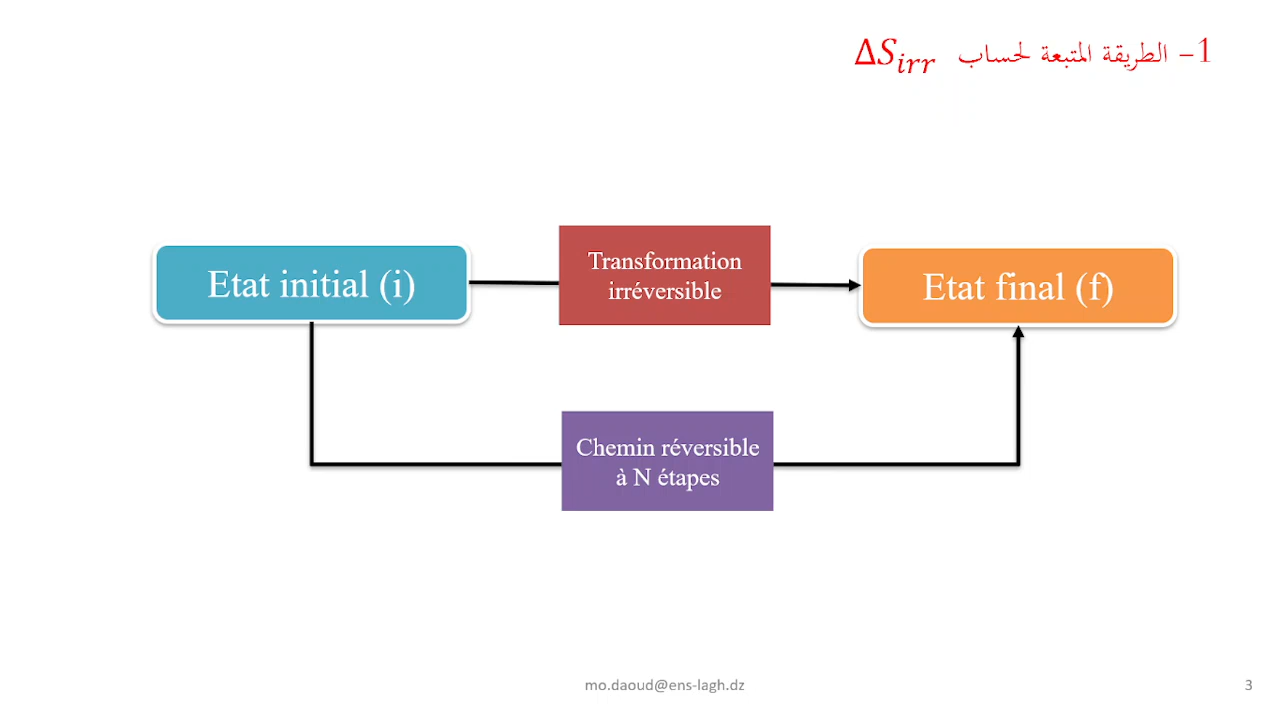 1- الطريقة المتبعة لحساب ΔS_irr
Transformation
irréversible
Etat initial (i)
Etat final (f)
Chemin réversible
à N étapes
mo.daoud@ens-lagh.dz
3